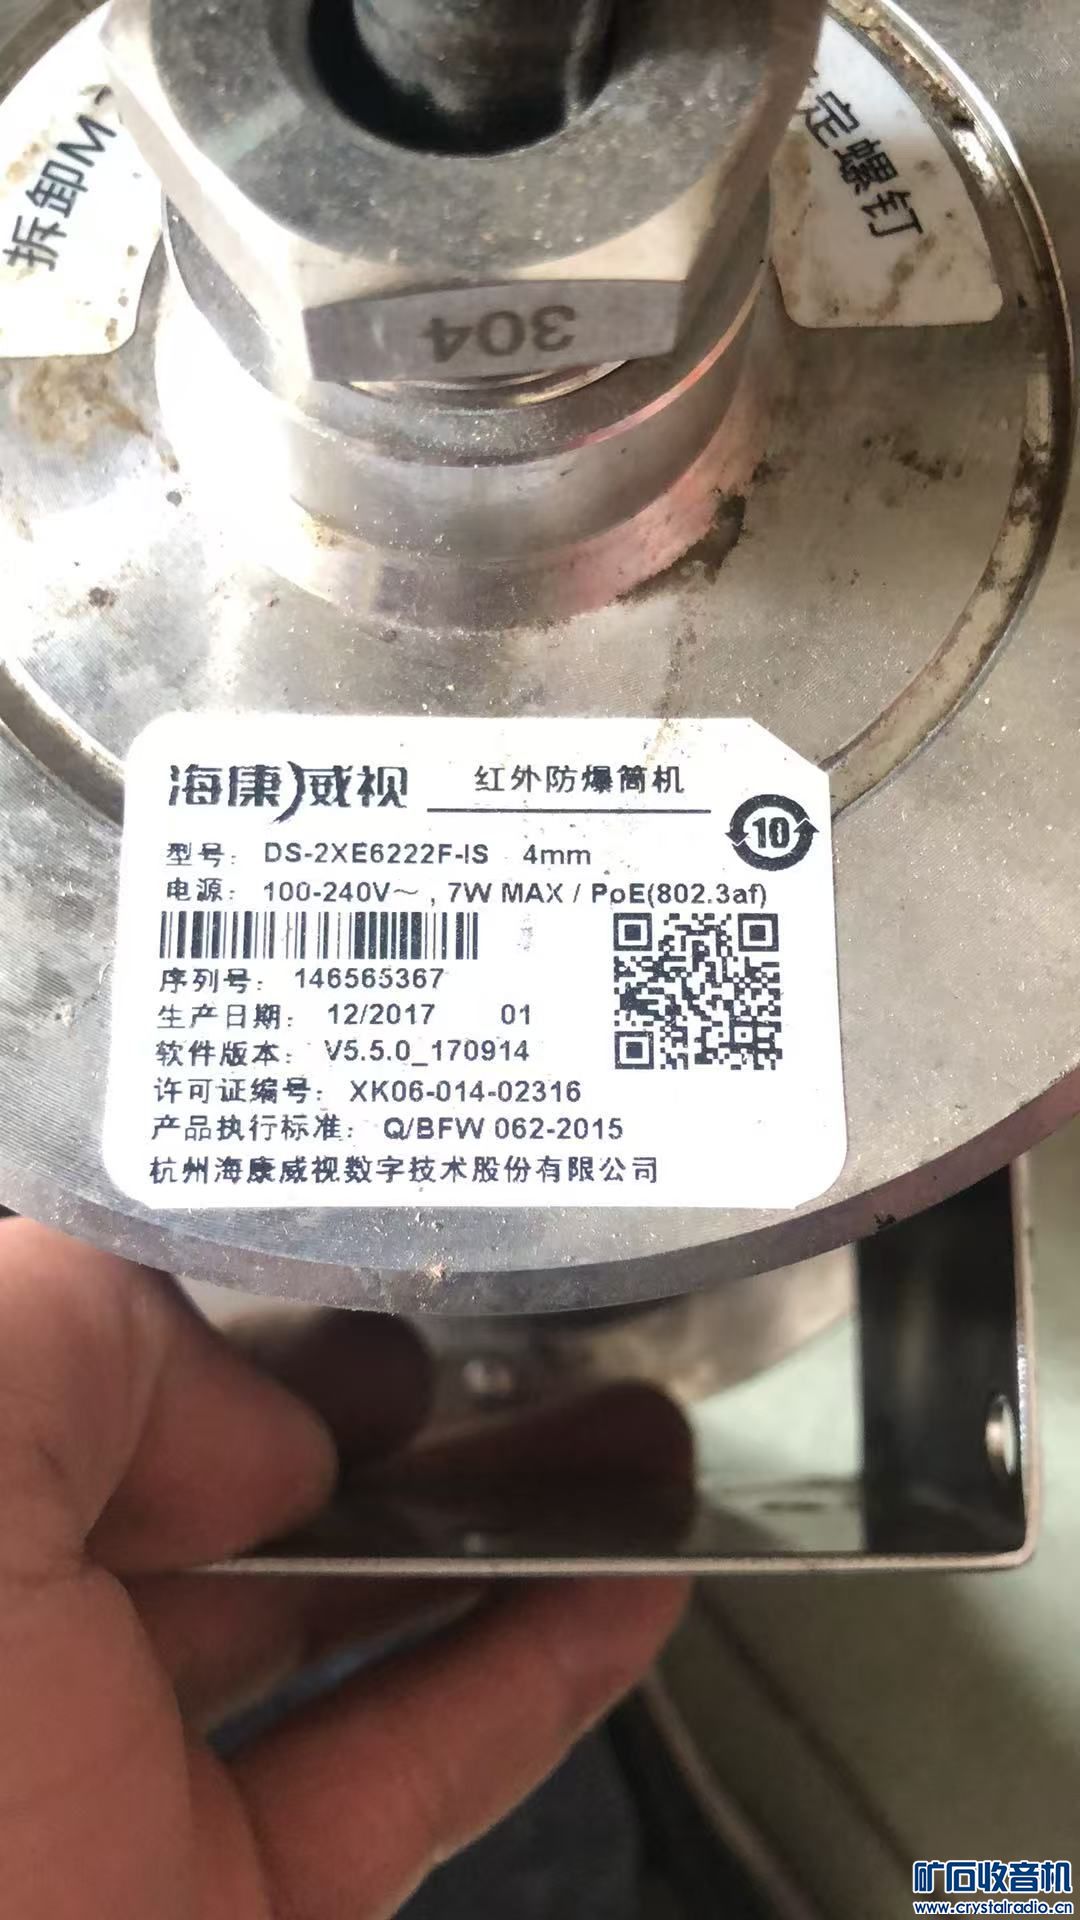 拆卸M
定螺钉
304
海康威视 红外防爆筒机
型号: DS-2XE6222F-IS 4mm
10
电源: 100-240V～, 7W MAX / PoE(802.3af)
序列号: 146565367
生产日期: 12/2017 01
软件版本: V5.5.0_170914
许可证编号: XK06-014-02316
产品执行标准: Q/BFW 062-2015
杭州海康威视数字技术股份有限公司
矿石收音机
www.crystalradio.cn